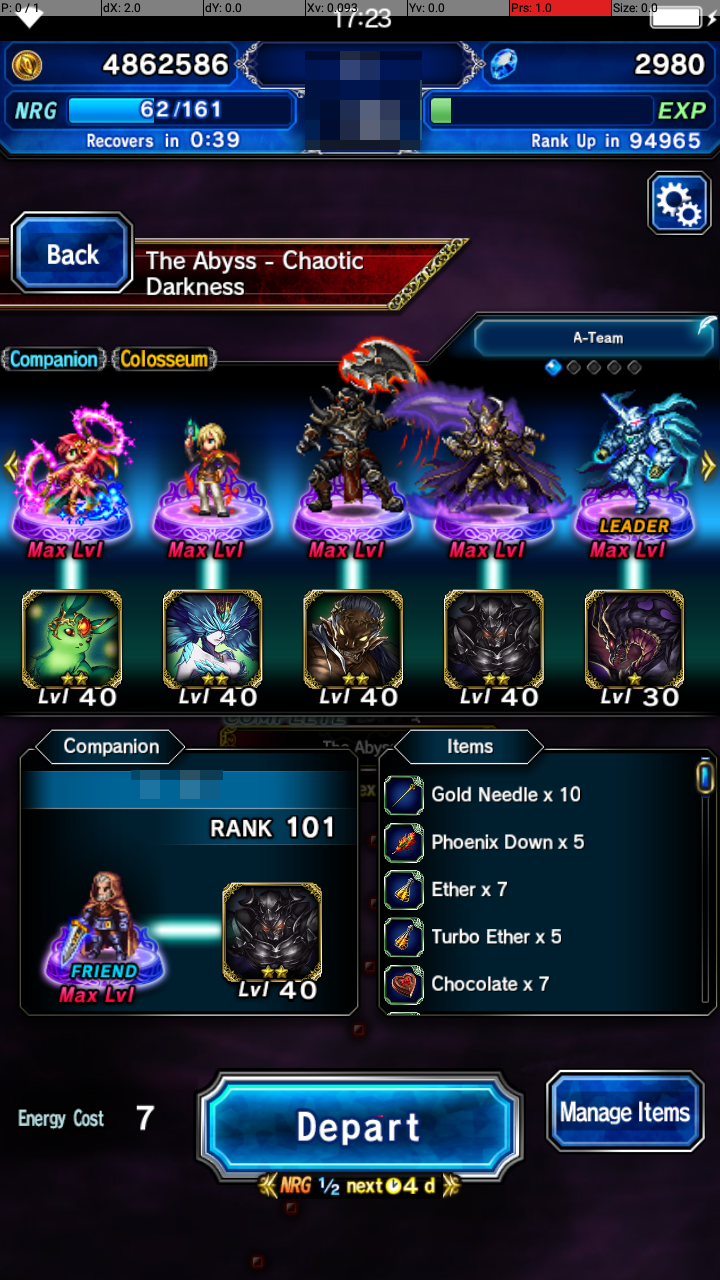 P: 0 / 1 dX: 2.0 dY: 0.0 Xv: 0.093 Yv: 0.0 Prs: 1.0 Size: 0.0
17:23
4862586 2980
NRG 62/161 EXP
Recovers in 0:39 Rank Up in 94965
Back
The Abyss - Chaotic
Darkness
A-Team
Companion Colosseum
LEADER
Max Lvl Max Lvl Max Lvl Max Lvl Max Lvl
Lvl 40 Lvl 40 Lvl 40 Lvl 40 Lvl 30
COMPLETE
The Abys
Companion Items
RANK 101
Gold Needle x 10
Phoenix Down x 5
Ether x 7
Turbo Ether x 5
Chocolate x 7
FRIEND
Max Lvl
Lvl 40
Energy Cost 7
Depart
Manage Items
NRG 1/2 next 4 d